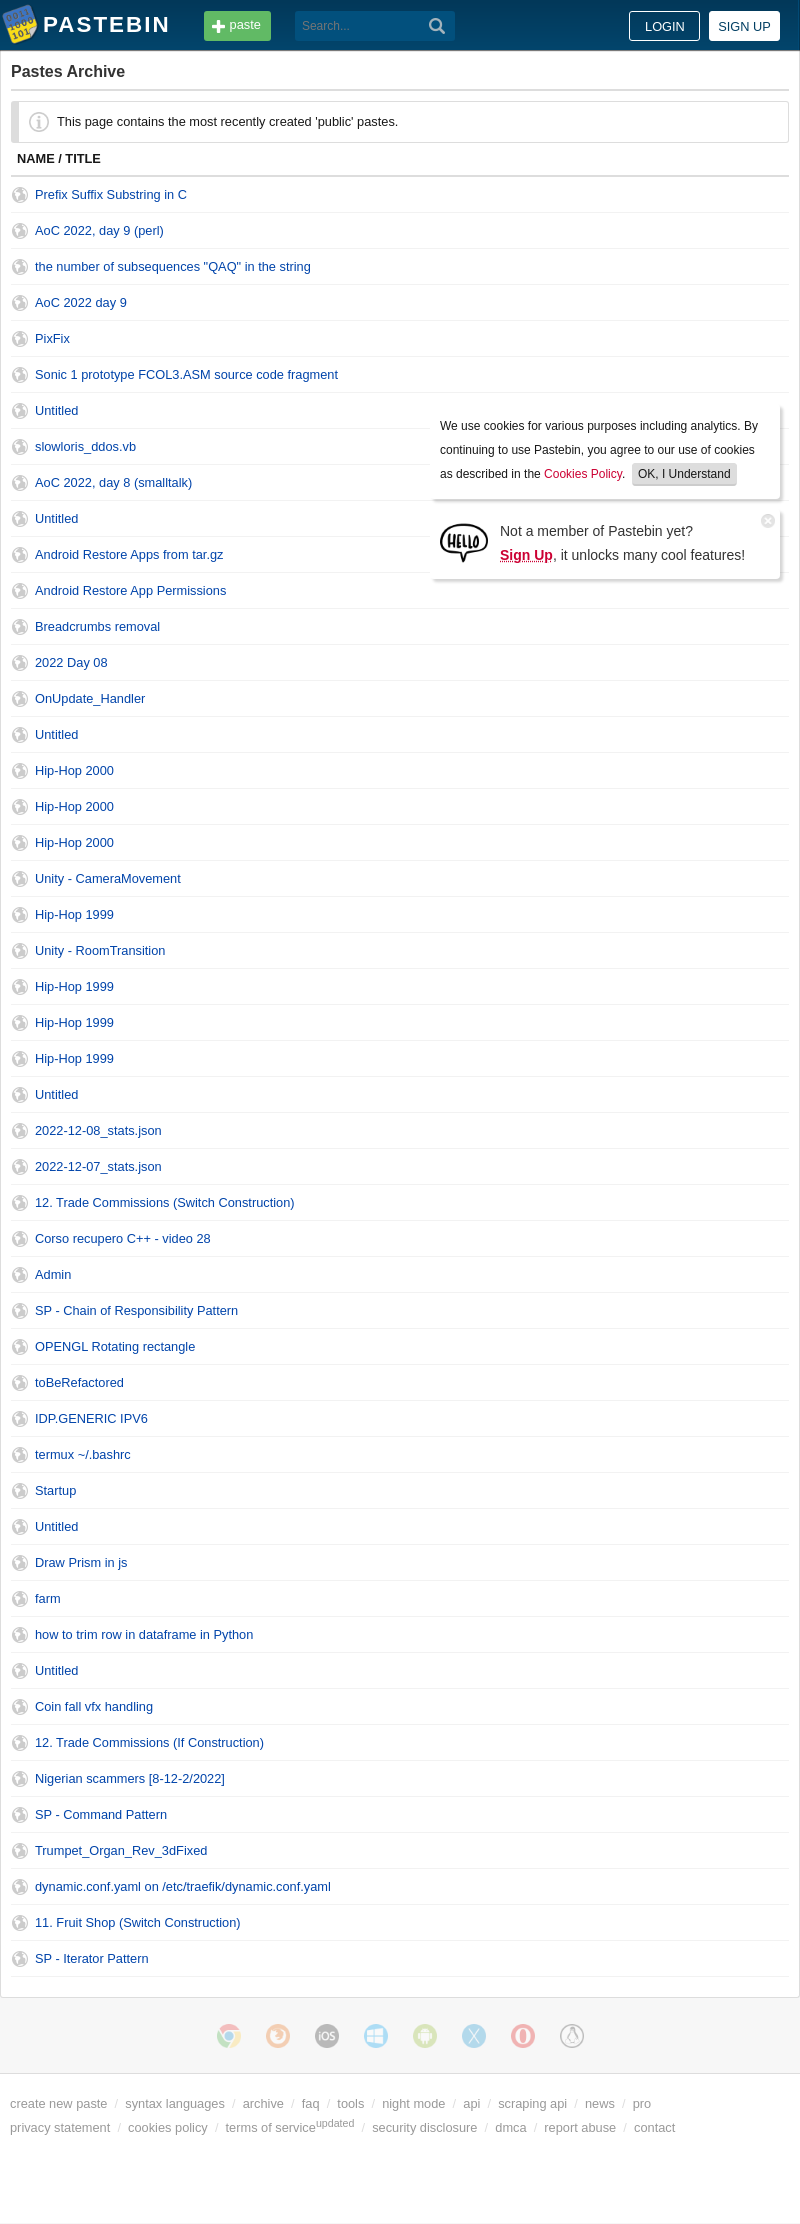 PASTEBIN
paste
Search...
LOGIN
SIGN UP
Pastes Archive
This page contains the most recently created 'public' pastes.
NAME / TITLE
Prefix Suffix Substring in C
AoC 2022, day 9 (perl)
the number of subsequences "QAQ" in the string
AoC 2022 day 9
PixFix
Sonic 1 prototype FCOL3.ASM source code fragment
Untitled
slowloris_ddos.vb
AoC 2022, day 8 (smalltalk)
Untitled
Android Restore Apps from tar.gz
Android Restore App Permissions
We use cookies for various purposes including analytics. By
continuing to use Pastebin, you agree to our use of cookies
as described in the Cookies Policy. OK, I Understand
HELLO
Not a member of Pastebin yet?
Sign Up, it unlocks many cool features!
Breadcrumbs removal
2022 Day 08
OnUpdate_Handler
Untitled
Hip-Hop 2000
Hip-Hop 2000
Hip-Hop 2000
Unity - CameraMovement
Hip-Hop 1999
Unity - RoomTransition
Hip-Hop 1999
Hip-Hop 1999
Hip-Hop 1999
Untitled
2022-12-08_stats.json
2022-12-07_stats.json
12. Trade Commissions (Switch Construction)
Corso recupero C++ - video 28
Admin
SP - Chain of Responsibility Pattern
OPENGL Rotating rectangle
toBeRefactored
IDP.GENERIC IPV6
termux ~/.bashrc
Startup
Untitled
Draw Prism in js
farm
how to trim row in dataframe in Python
Untitled
Coin fall vfx handling
12. Trade Commissions (If Construction)
Nigerian scammers [8-12-2/2022]
SP - Command Pattern
Trumpet_Organ_Rev_3dFixed
dynamic.conf.yaml on /etc/traefik/dynamic.conf.yaml
11. Fruit Shop (Switch Construction)
SP - Iterator Pattern
iOS
create new paste / syntax languages / archive / faq / tools / night mode / api / scraping api / news / pro
privacy statement / cookies policy / terms of service updated / security disclosure / dmca / report abuse / contact